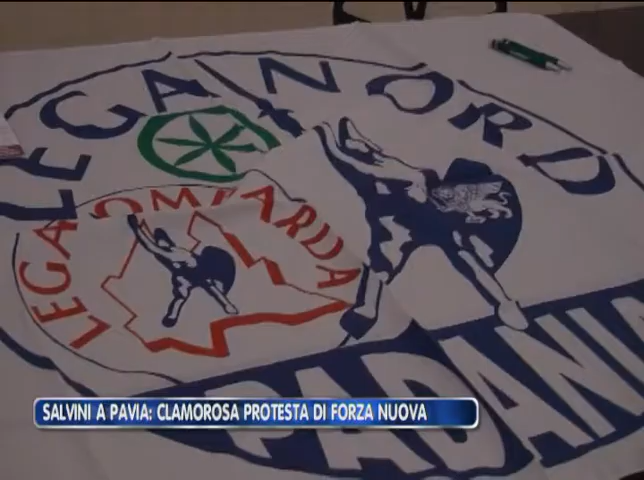 LEGA NORD
LEGA LOMBARDA
PADANIA
SALVINI A PAVIA: CLAMOROSA PROTESTA DI FORZA NUOVA